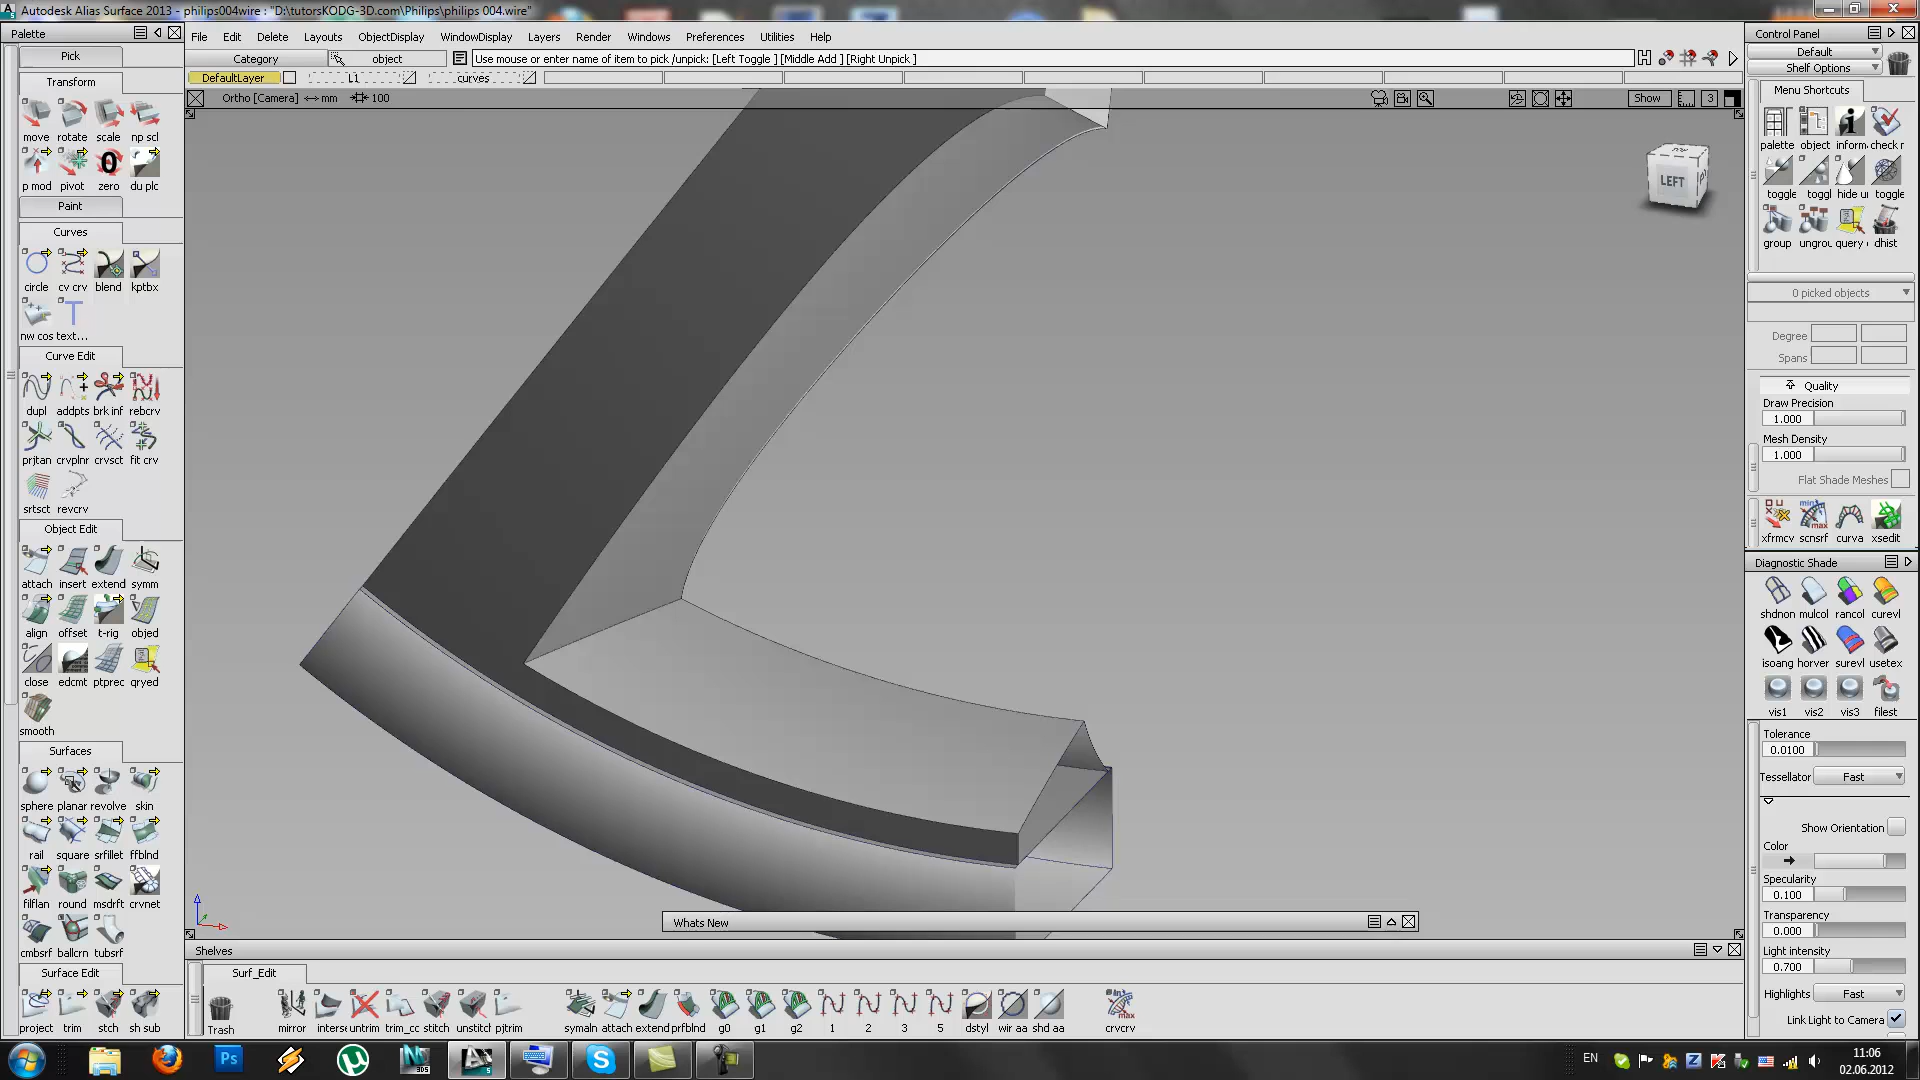 Autodesk Alias Surface 2013 - philips004wire : "D:\tutorsKODG-3D.com\Philips\philips 004.wire"
Palette
File Edit Delete Layouts ObjectDisplay WindowDisplay Layers Render Windows Preferences Utilities Help
Control Panel
Pick
Category object Use mouse or enter name of item to pick /unpick: [Left Toggle ] [Middle Add ] [Right Unpick ]
Default
Shelf Options
DefaultLayer L1 curves
Transform
Ortho [Camera] mm 100
Show 3
Menu Shortcuts
move rotate scale np scl
palette object inform check r
p mod pivot zero du plc
toggle toggl hide u toggle
LEFT
Paint
group ungrou query dhist
Curves
circle cv crv blend kptbx
0 picked objects
nw cos text...
Degree
Spans
Curve Edit
Quality
Draw Precision
1.000
dupl addpts brk inf rebcrv
Mesh Density
1.000
prjtan crvplnr crvsct fit crv
Flat Shade Meshes
srtsct revcrv
xfrmcv scnsrf curva xsedit
Object Edit
Diagnostic Shade
attach insert extend symm
shdnon mulcol rancol curevl
align offset t-rig objed
isoang horver surevl usetex
close edcmt ptprec qryed
vis1 vis2 vis3 filest
smooth
Tolerance
0.0100
Surfaces
Tessellator Fast
sphere planar revolve skin
Show Orientation
Color
rail square srfillet ffblnd
Specularity
0.100
filflan round msdrft crvnet
Transparency
0.000
Whats New
cmbsrf ballcrn tubsrf
Shelves
Light intensity
0.700
Surface Edit
Surf_Edit
Highlights Fast
project trim stch sh sub
Trash mirror interse untrim trim_cc stitch unstitcl pjtrim symaln attach extend prfblnd g0 g1 g2 1 2 3 5 dstyl wir aa shd aa crvcrv
Link Light to Camera
EN
11:06
02.06.2012